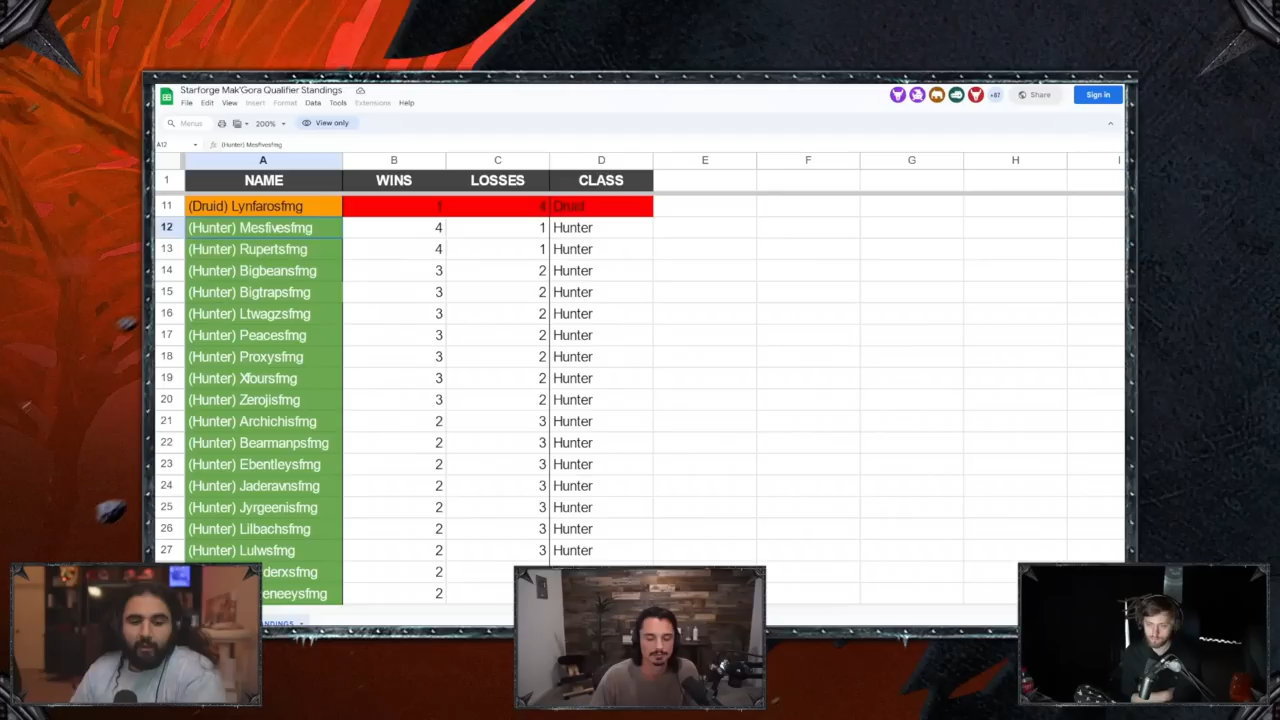 Starforge Mak'Gora Qualifier Standings
File Edit View Insert Format Data Tools Extensions Help
+87 Share Sign in
Menus 200% View only
A12 fx (Hunter) Mesfivesfmg
A B C D E F G H I
1 NAME WINS LOSSES CLASS
11 (Druid) Lynfarosfmg 1 4 Druid
12 (Hunter) Mesfivesfmg 4 1 Hunter
13 (Hunter) Rupertsfmg 4 1 Hunter
14 (Hunter) Bigbeansfmg 3 2 Hunter
15 (Hunter) Bigtrapsfmg 3 2 Hunter
16 (Hunter) Ltwagzsfmg 3 2 Hunter
17 (Hunter) Peacesfmg 3 2 Hunter
18 (Hunter) Proxysfmg 3 2 Hunter
19 (Hunter) Xfoursfmg 3 2 Hunter
20 (Hunter) Zerojisfmg 3 2 Hunter
21 (Hunter) Archichisfmg 2 3 Hunter
22 (Hunter) Bearmanpsfmg 2 3 Hunter
23 (Hunter) Ebentleysfmg 2 3 Hunter
24 (Hunter) Jaderavnsfmg 2 3 Hunter
25 (Hunter) Jyrgeenisfmg 2 3 Hunter
26 (Hunter) Lilbachsfmg 2 3 Hunter
27 (Hunter) Lulwsfmg 2 3 Hunter
derxsfmg 2
eneeysfmg 2
NDINGS